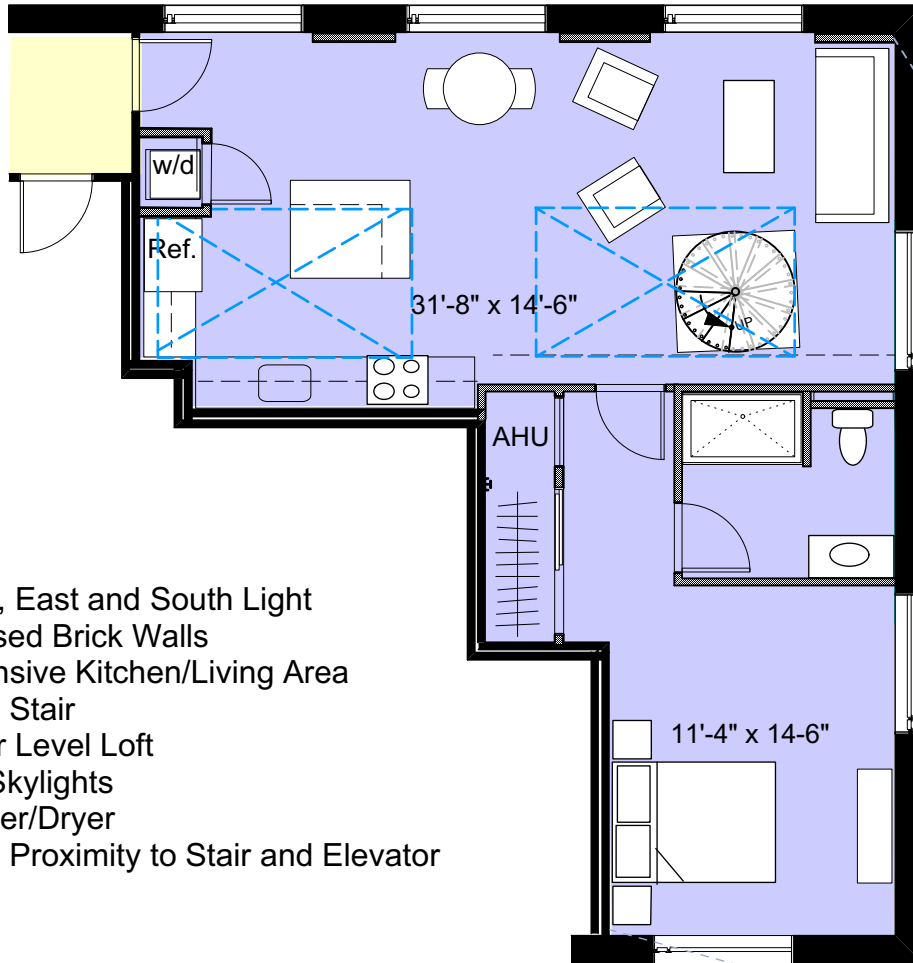 w/d
Ref.
31'-8" x 14'-6"
UP
AHU
, East and South Light
sed Brick Walls
nsive Kitchen/Living Area
Stair
r Level Loft
Skylights
er/Dryer
Proximity to Stair and Elevator
11'-4" x 14-6"